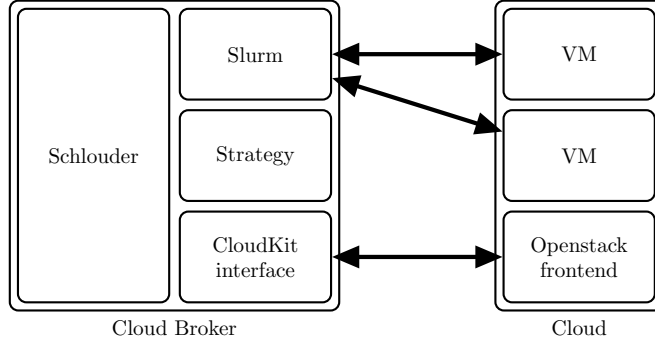 Slurm
VM
Schlouder
Strategy
VM
CloudKit
interface
Openstack
frontend
Cloud Broker
Cloud